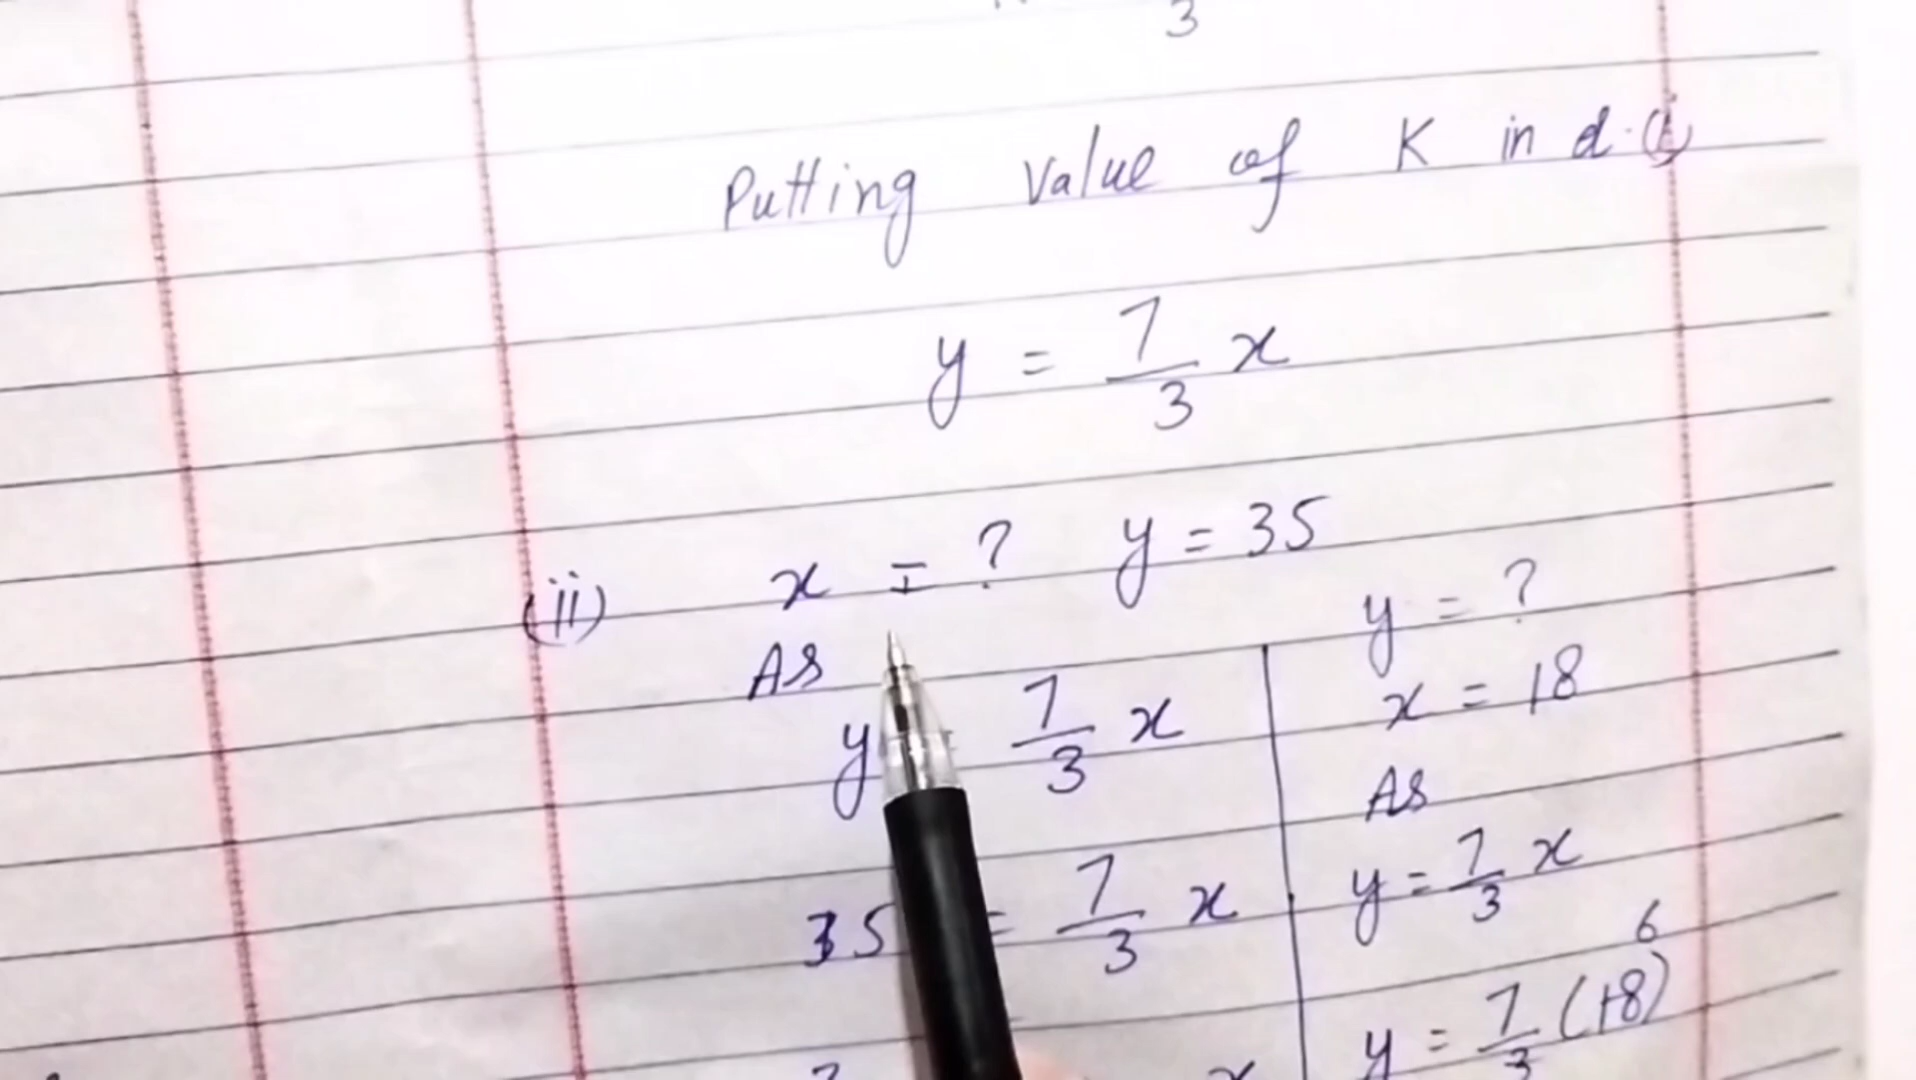 3
Putting Value of K in d.(i)
y = 7/3 x
(ii) x = ? y = 35
As
y = 7/3 x
35 = 7/3 x
y = ?
x = 18
As
y = 7/3 x
6
y = 7/3 (18)
x